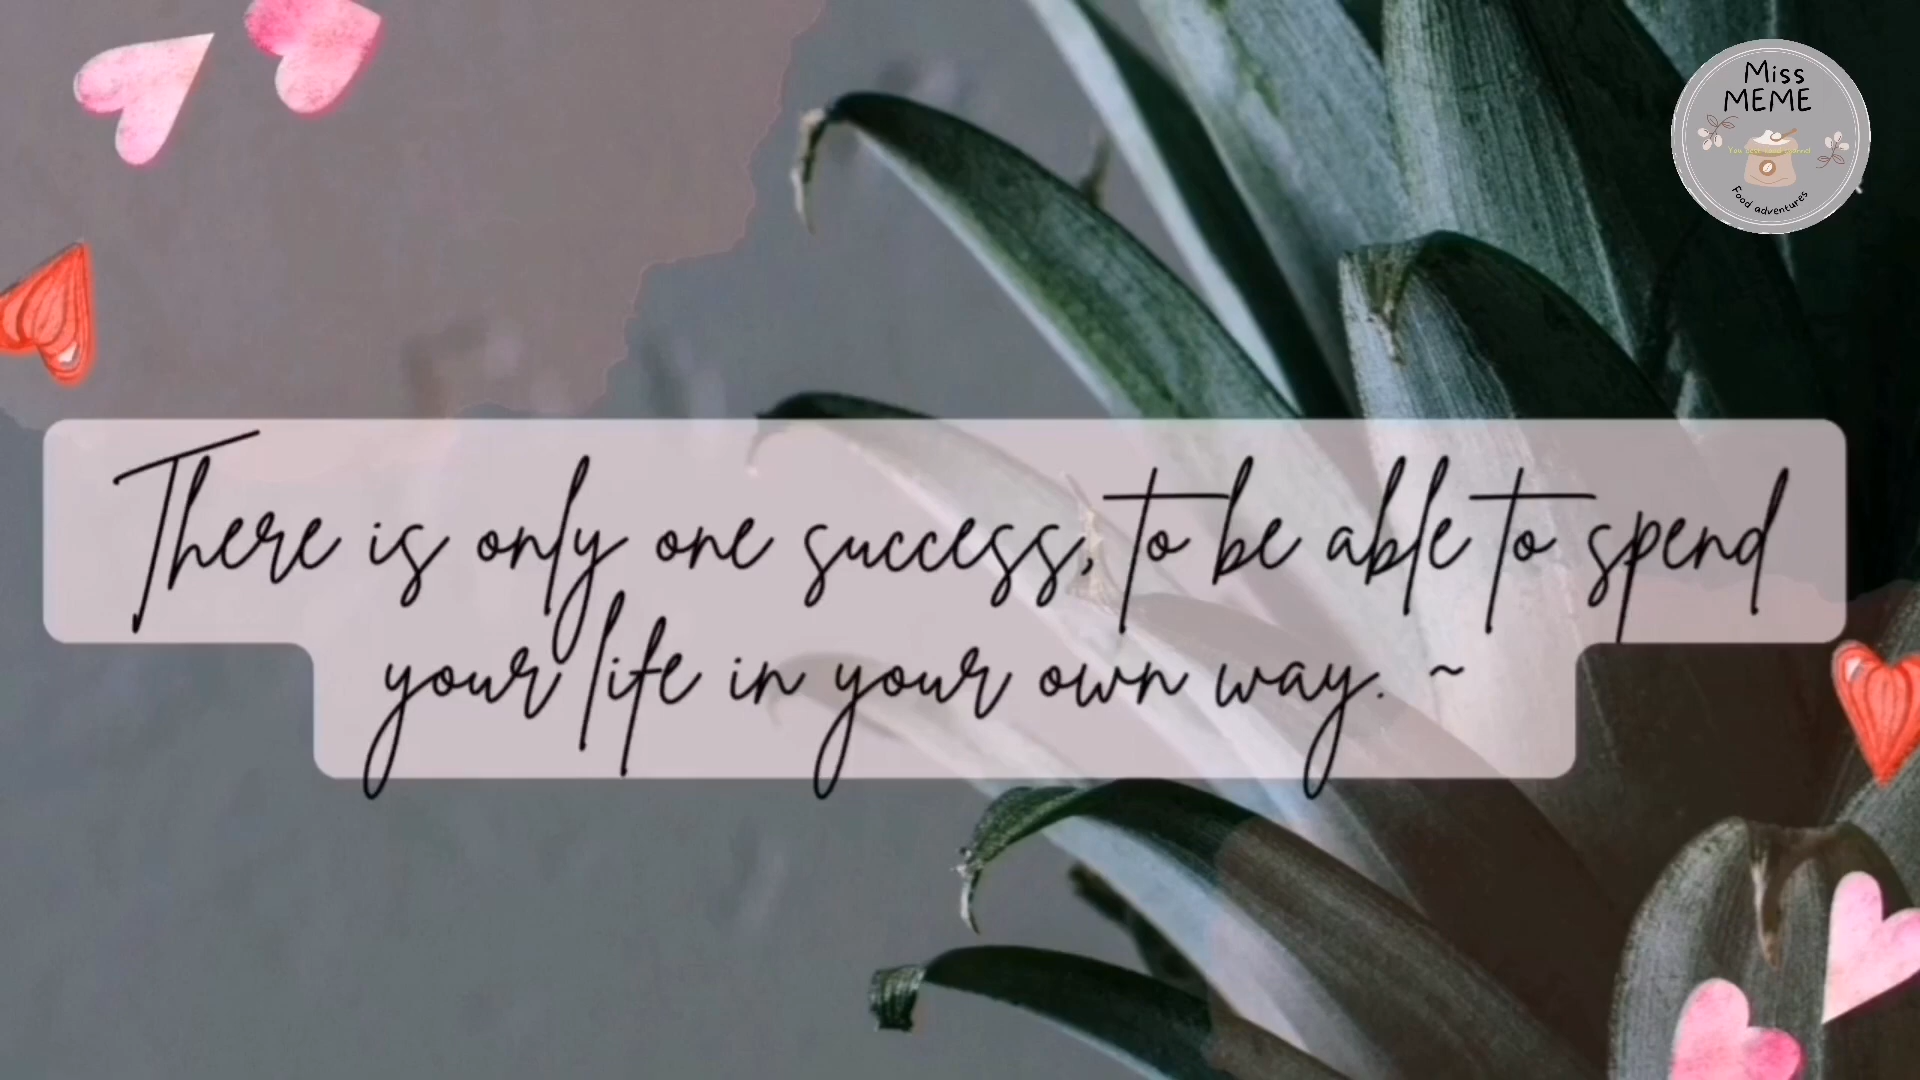 Miss
MEME
Food adventures
There is only one success, to be able to spend
your life in your own way. ~